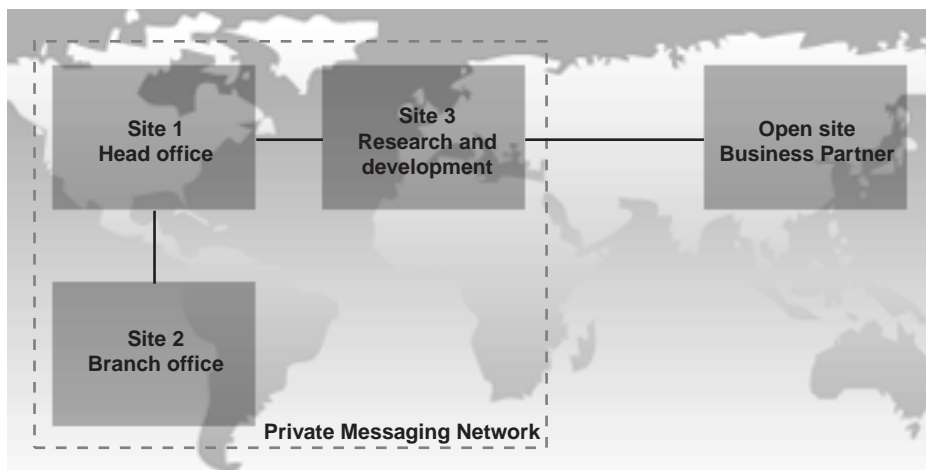 Site 1
Head office
Site 3
Research and
development
Open site
Business Partner
Site 2
Branch office
Private Messaging Network